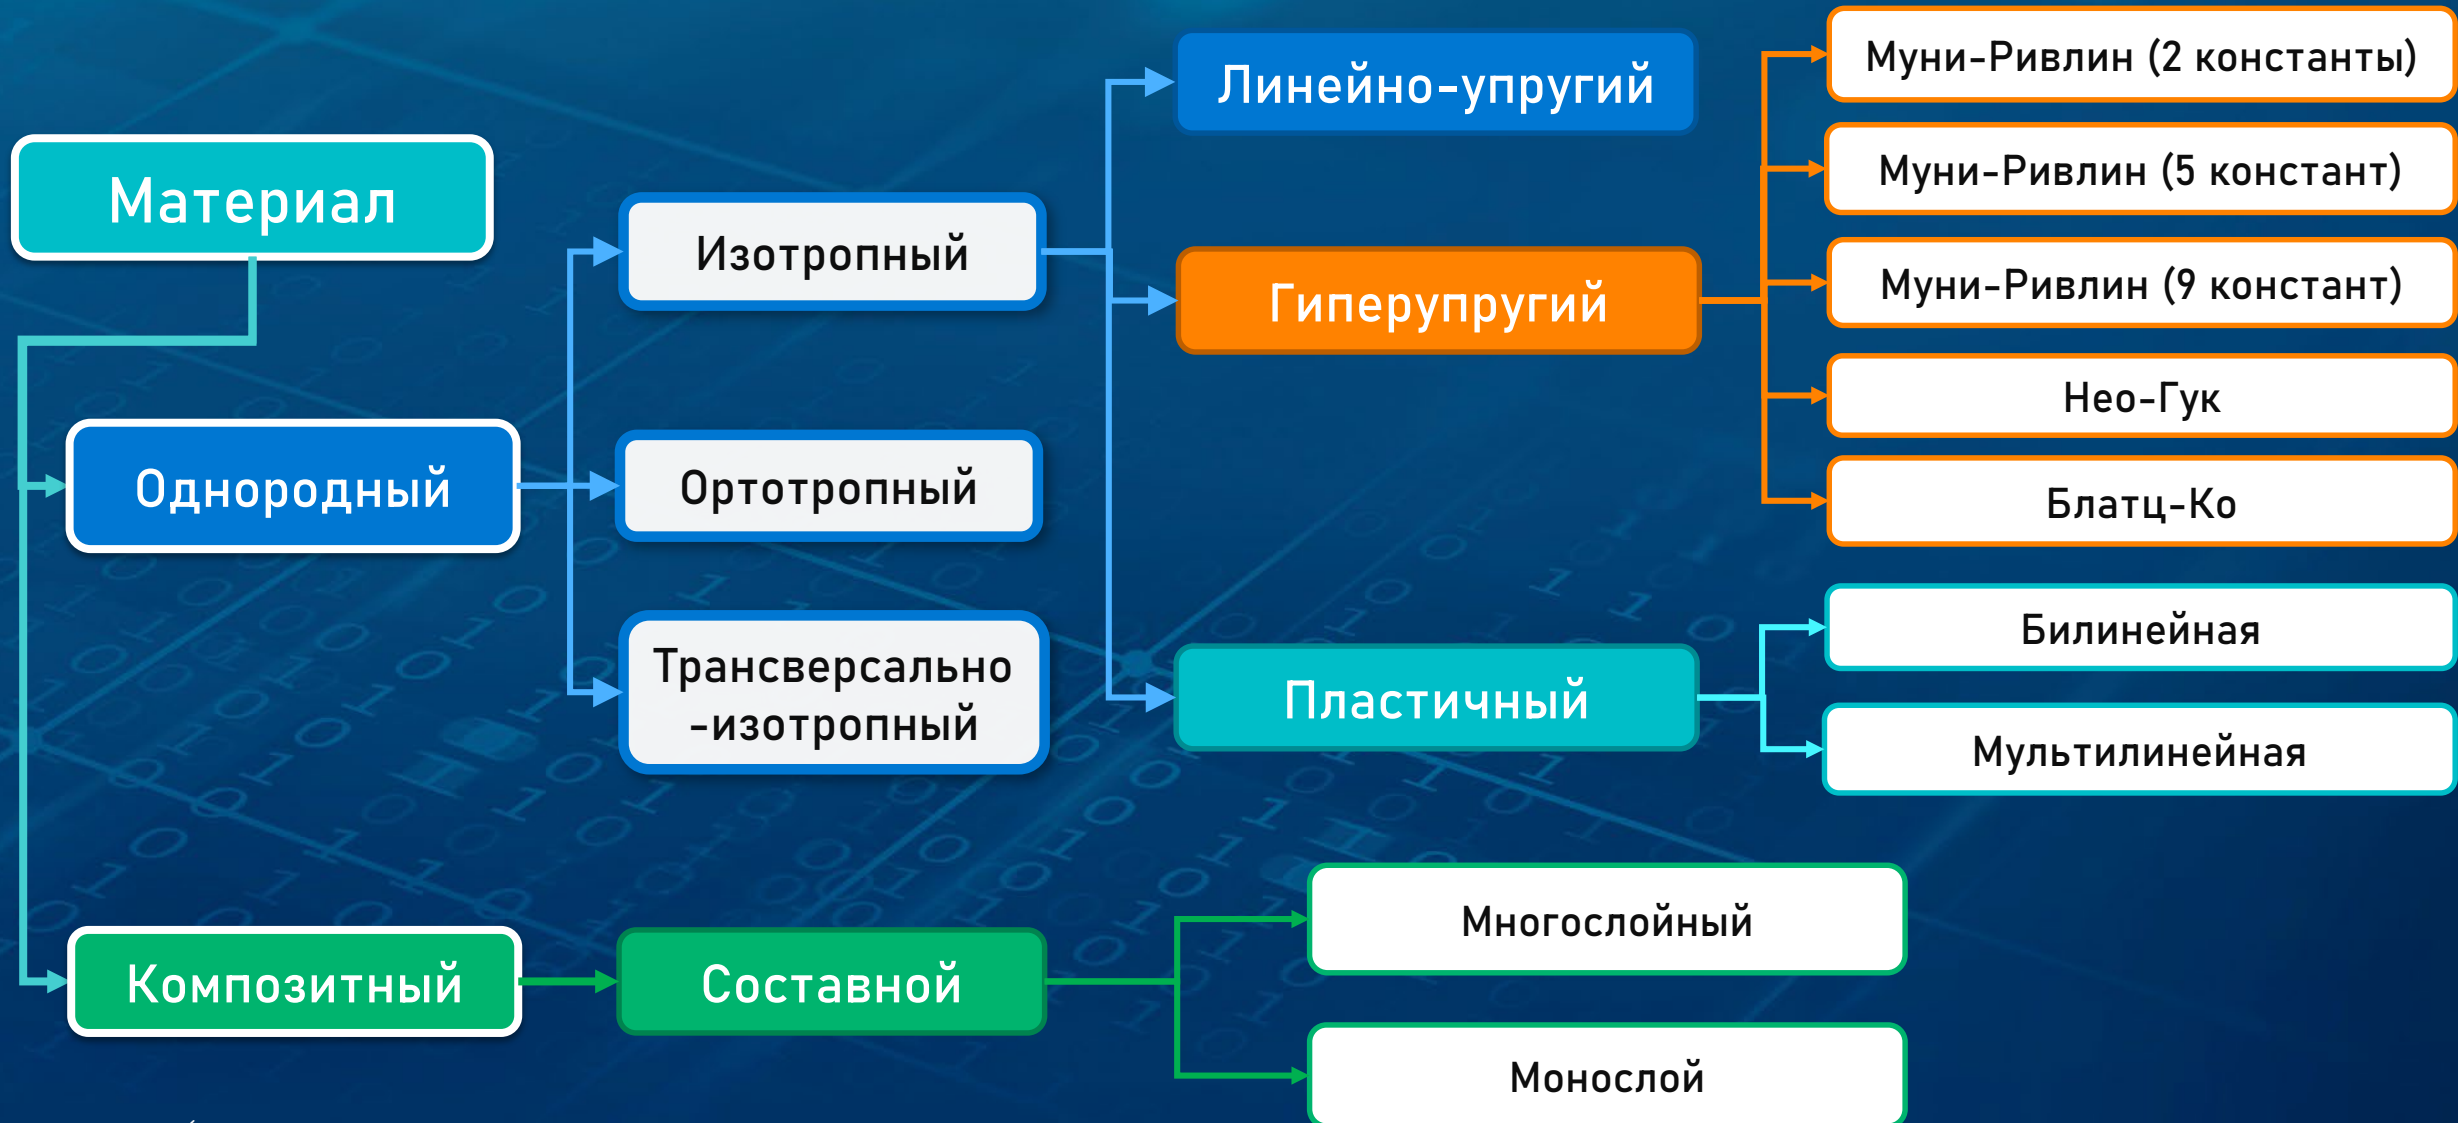 Материал
Однородный
Композитный
Изотропный
Ортотропный
Трансверсально
-изотропный
Составной
Линейно-упругий
Гиперупругий
Пластичный
Муни-Ривлин (2 константы)
Муни-Ривлин (5 констант)
Муни-Ривлин (9 констант)
Нео-Гук
Блатц-Ко
Билинейная
Мультилинейная
Многослойный
Монослой